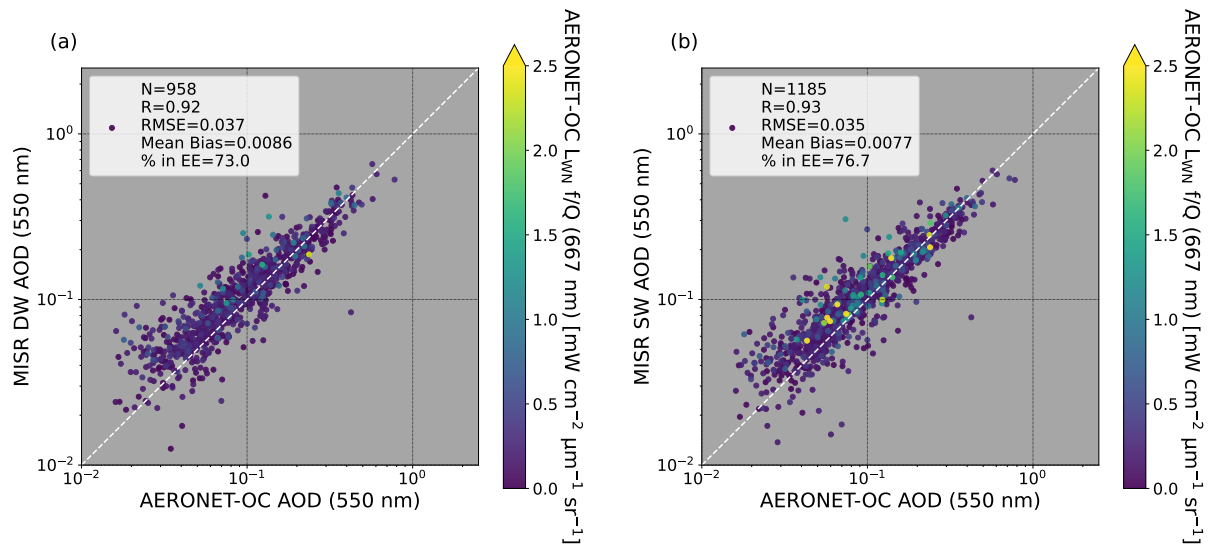 (a)
N=958
R=0.92
RMSE=0.037
Mean Bias=0.0086
% in EE=73.0
10⁰
10⁻¹
10⁻²
10⁻²
10⁻¹
10⁰
MISR DW AOD (550 nm)
AERONET-OC AOD (550 nm)
2.5
2.0
1.5
1.0
0.5
0.0
AERONET-OC L_WN f/Q (667 nm) [mW cm⁻² µm⁻¹ sr⁻¹]
(b)
N=1185
R=0.93
RMSE=0.035
Mean Bias=0.0077
% in EE=76.7
10⁰
10⁻¹
10⁻²
10⁻²
10⁻¹
10⁰
MISR SW AOD (550 nm)
AERONET-OC AOD (550 nm)
2.5
2.0
1.5
1.0
0.5
0.0
AERONET-OC L_WN f/Q (667 nm) [mW cm⁻² µm⁻¹ sr⁻¹]